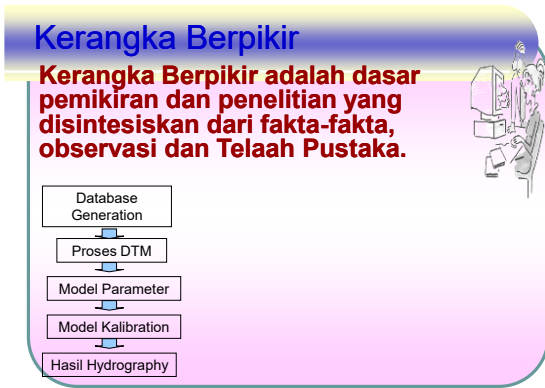 Kerangka Berpikir
Kerangka Berpikir adalah dasar
pemikiran dan penelitian yang
disintesiskan dari fakta-fakta,
observasi dan Telaah Pustaka.
Database
Generation
Proses DTM
Model Parameter
Model Kalibration
Hasil Hydrography